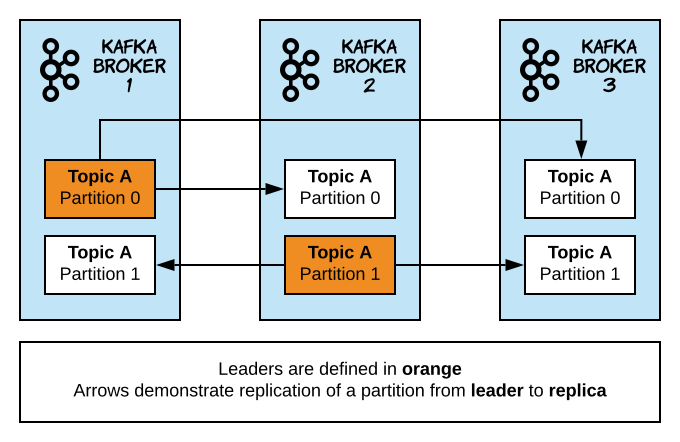 KAFKA
BROKER
1
KAFKA
BROKER
2
KAFKA
BROKER
3
Topic A
Partition 0
Topic A
Partition 0
Topic A
Partition 0
Topic A
Partition 1
Topic A
Partition 1
Topic A
Partition 1
Leaders are defined in orange
Arrows demonstrate replication of a partition from leader to replica